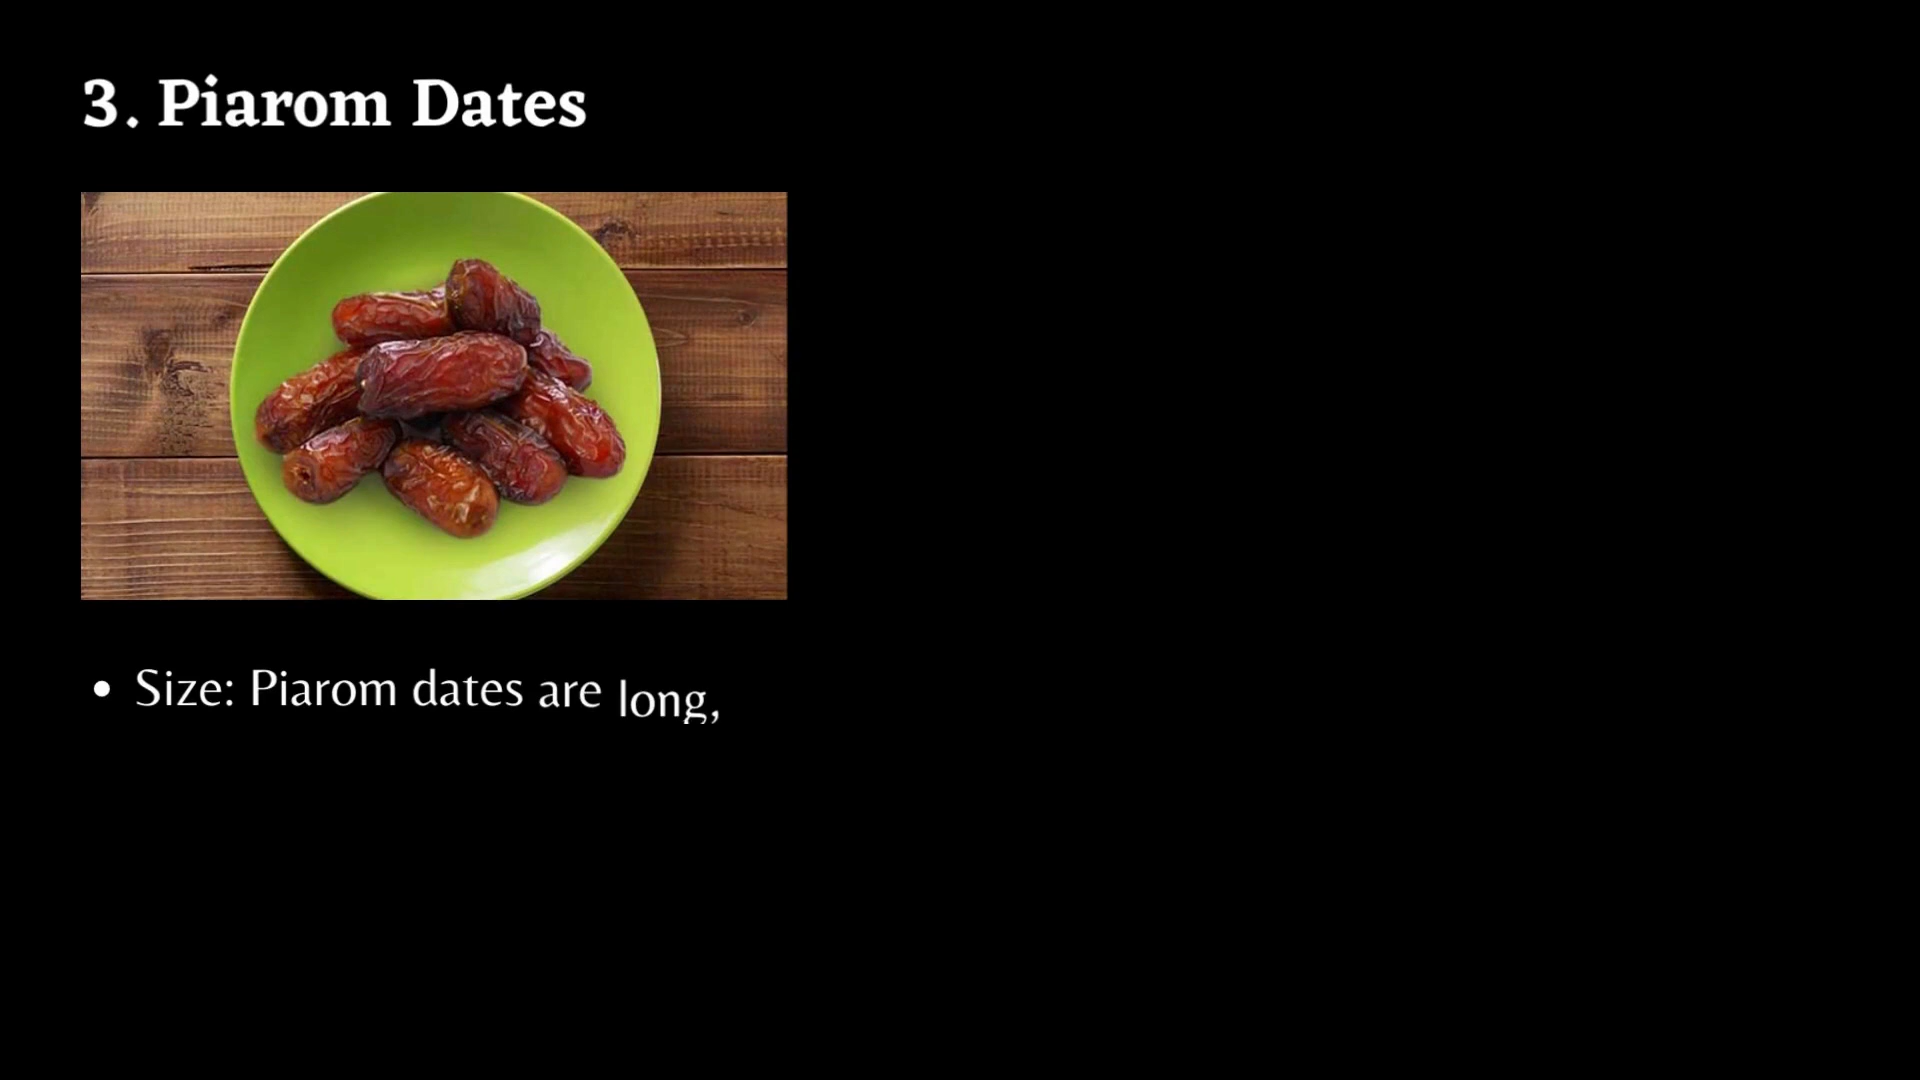 3. Piarom Dates
• Size: Piarom dates are long,